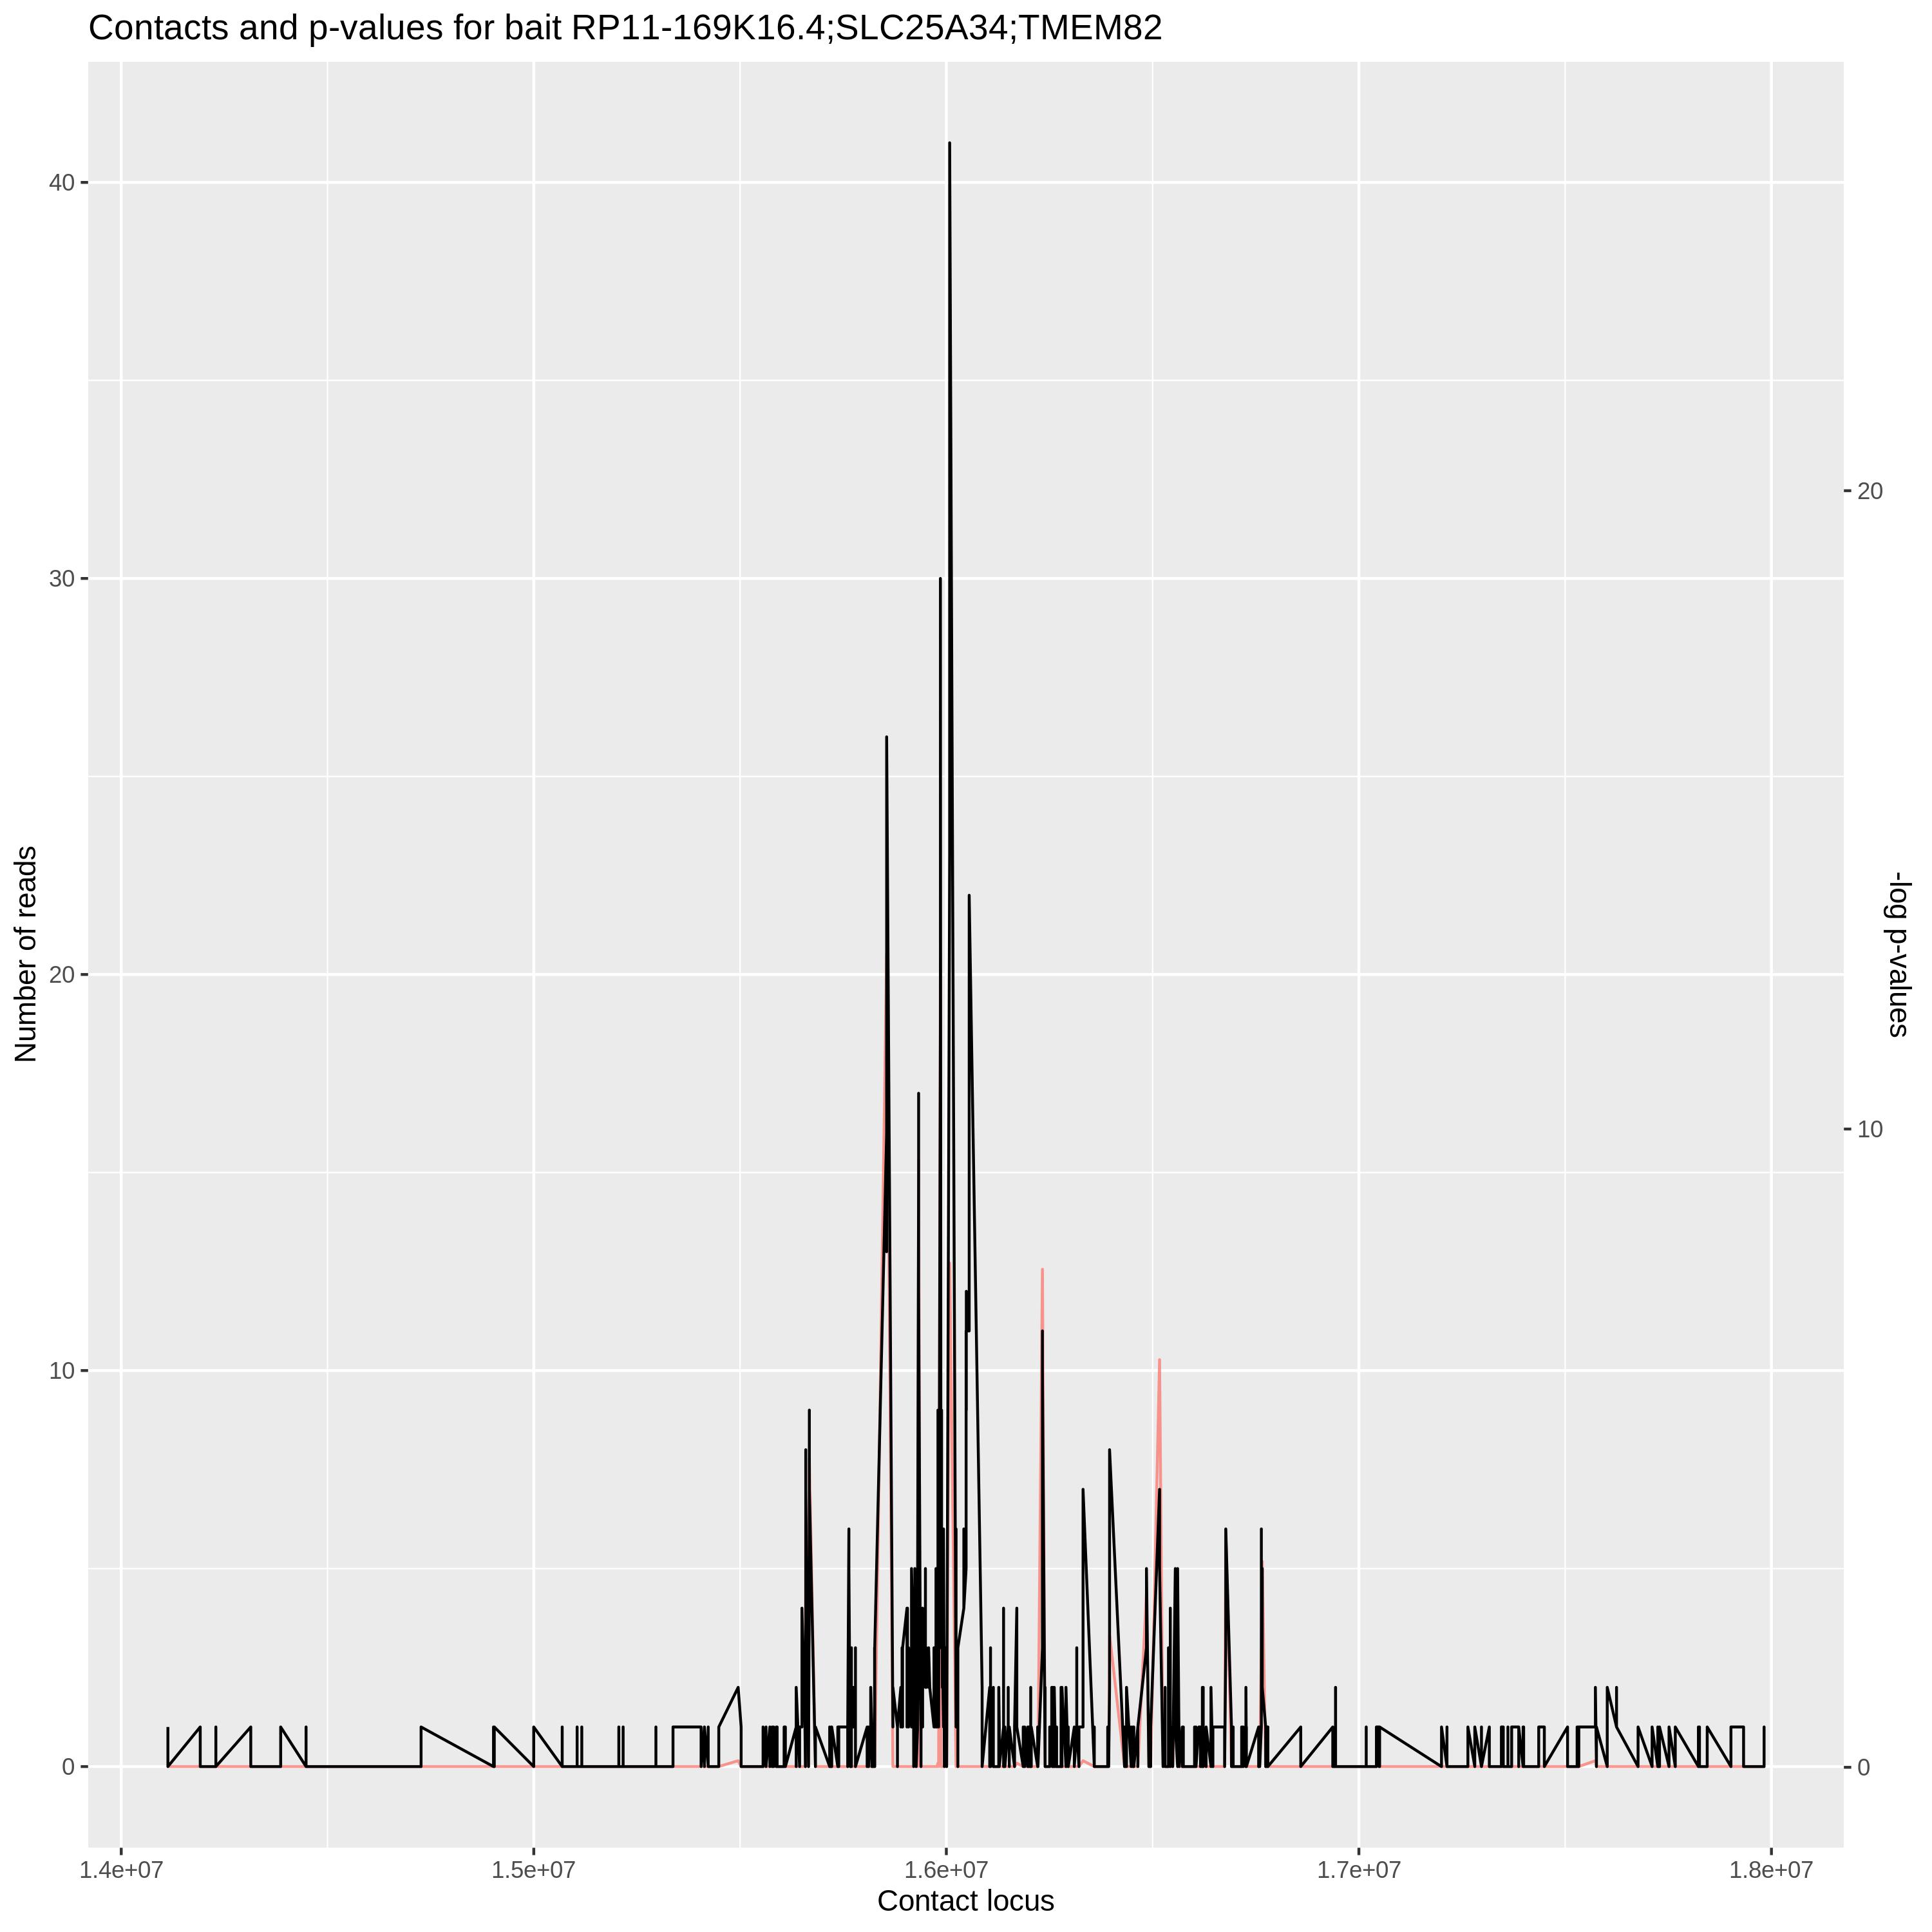 Contacts and p-values for bait RP11-169K16.4;SLC25A34;TMEM82
40
30
20
10
0
Number of reads
20
10
0
-log p-values
1.4e+07 1.5e+07 1.6e+07 1.7e+07 1.8e+07
Contact locus